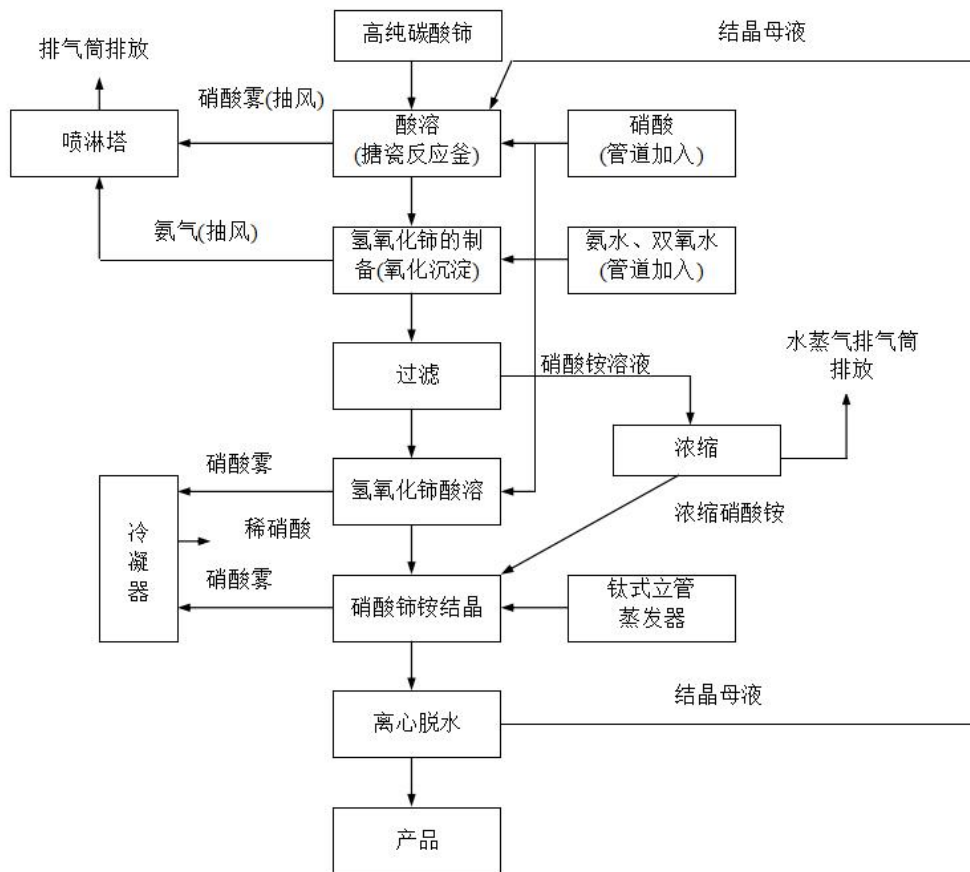 高纯碳酸铈
结晶母液
排气筒排放
硝酸雾(抽风)
喷淋塔
酸溶
(搪瓷反应釜)
硝酸
(管道加入)
氨气(抽风)
氢氧化铈的制
备(氧化沉淀)
氨水、双氧水
(管道加入)
水蒸气排气筒
排放
过滤
硝酸铵溶液
浓缩
硝酸雾
氢氧化铈酸溶
浓缩硝酸铵
冷
凝
器
稀硝酸
硝酸雾
硝酸铈铵结晶
钛式立管
蒸发器
结晶母液
离心脱水
产品